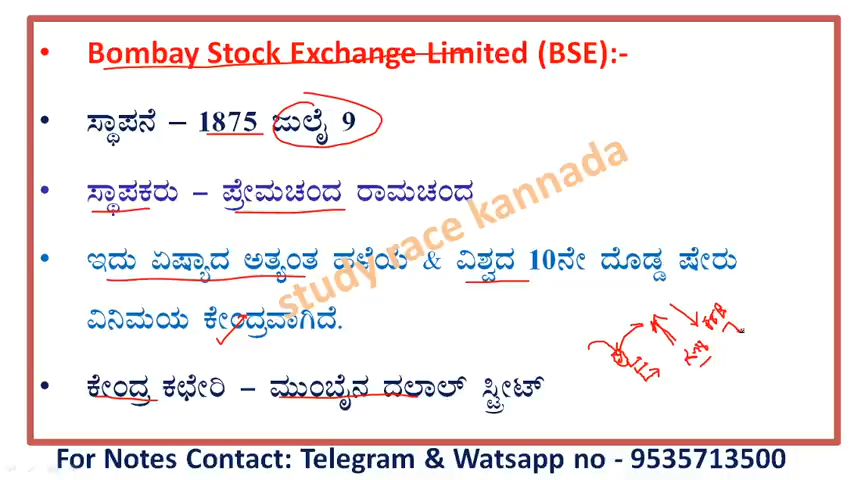 • Bombay Stock Exchange Limited (BSE):-
• ಸ್ಥಾಪನೆ – 1875 ಜುಲೈ 9
• ಸ್ಥಾಪಕರು – ಪ್ರೇಮಚಂದ ರಾಮಚಂದ
• ಇದು ಏಷ್ಯಾದ ಅತ್ಯಂತ ಹಳೆಯ & ವಿಶ್ವದ 10ನೇ ದೊಡ್ಡ ಷೇರು
ವಿನಿಮಯ ಕೇಂದ್ರವಾಗಿದೆ.
• ಕೇಂದ್ರ ಕಛೇರಿ – ಮುಂಬೈನ ದಲಾಲ್ ಸ್ಟ್ರೀಟ್
study race kannada
For Notes Contact: Telegram & Watsapp no - 9535713500